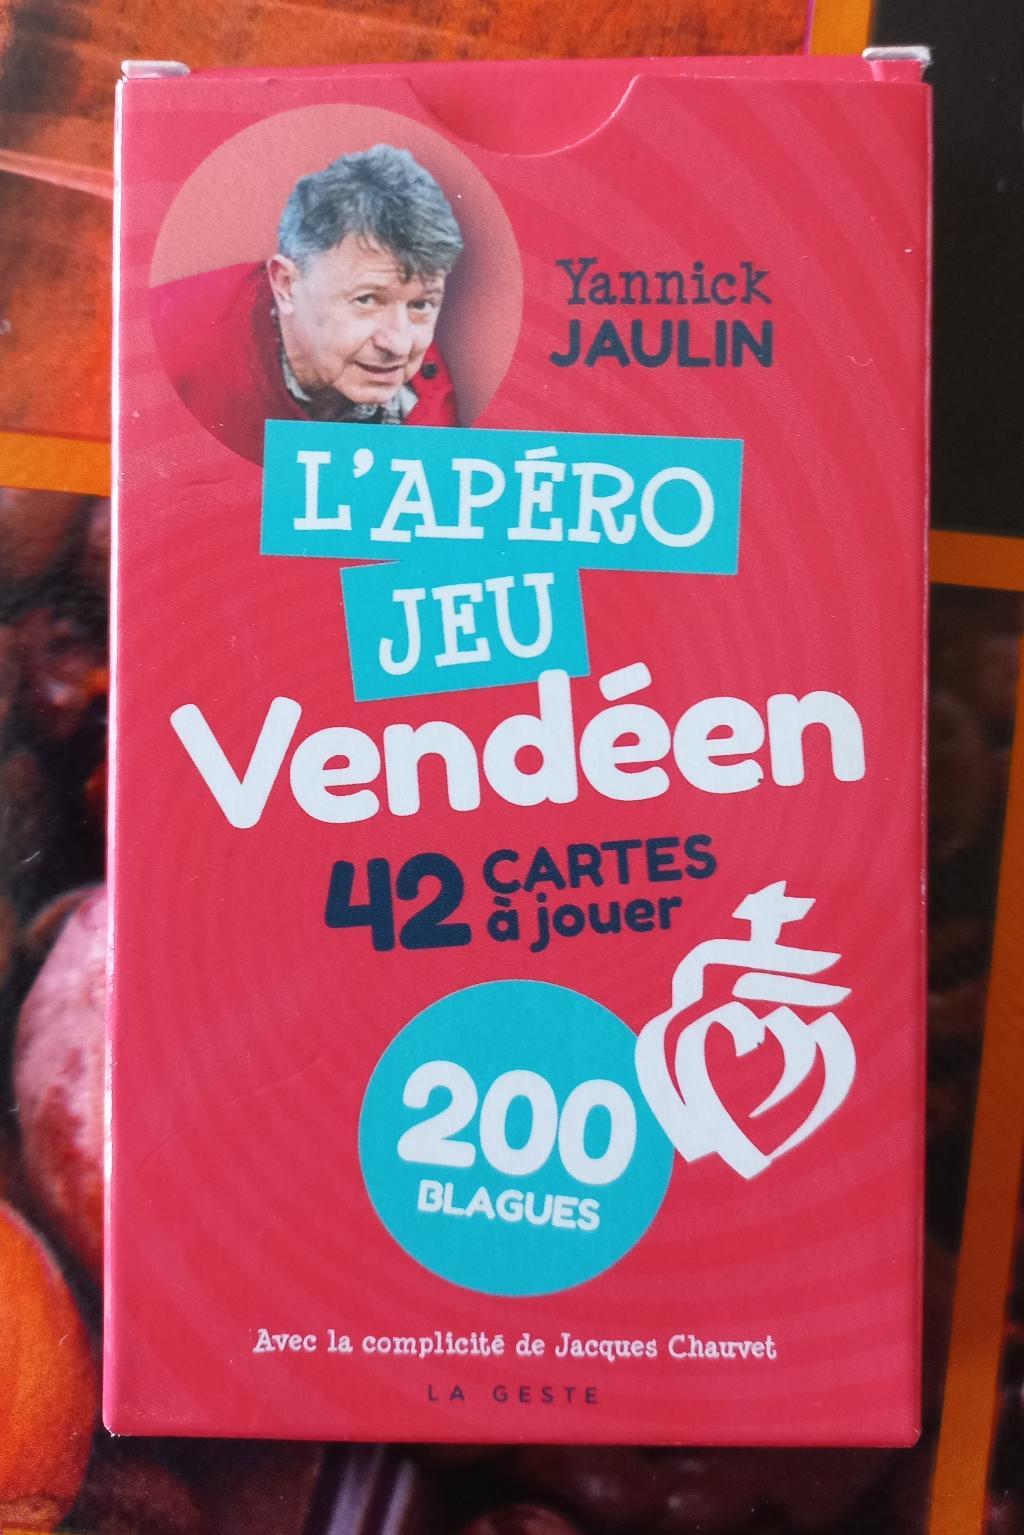 Yannick
JAULIN
L'APÉRO
JEU
Vendéen
42 CARTES
à jouer
200
BLAGUES
Avec la complicité de Jacques Chauvet
LA GESTE